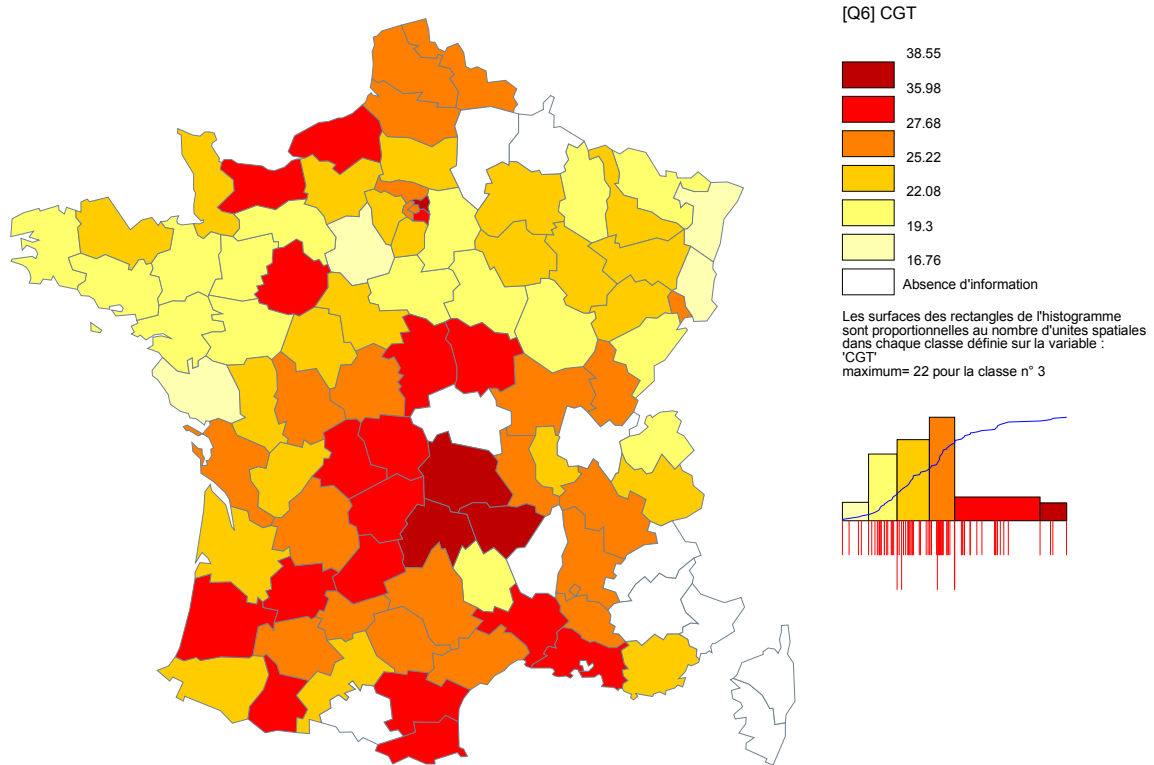 [Q6] CGT
38.55
35.98
27.68
25.22
22.08
19.3
16.76
Absence d'information
Les surfaces des rectangles de l'histogramme
sont proportionnelles au nombre d'unites spatiales
dans chaque classe définie sur la variable :
'CGT'
maximum= 22 pour la classe n° 3